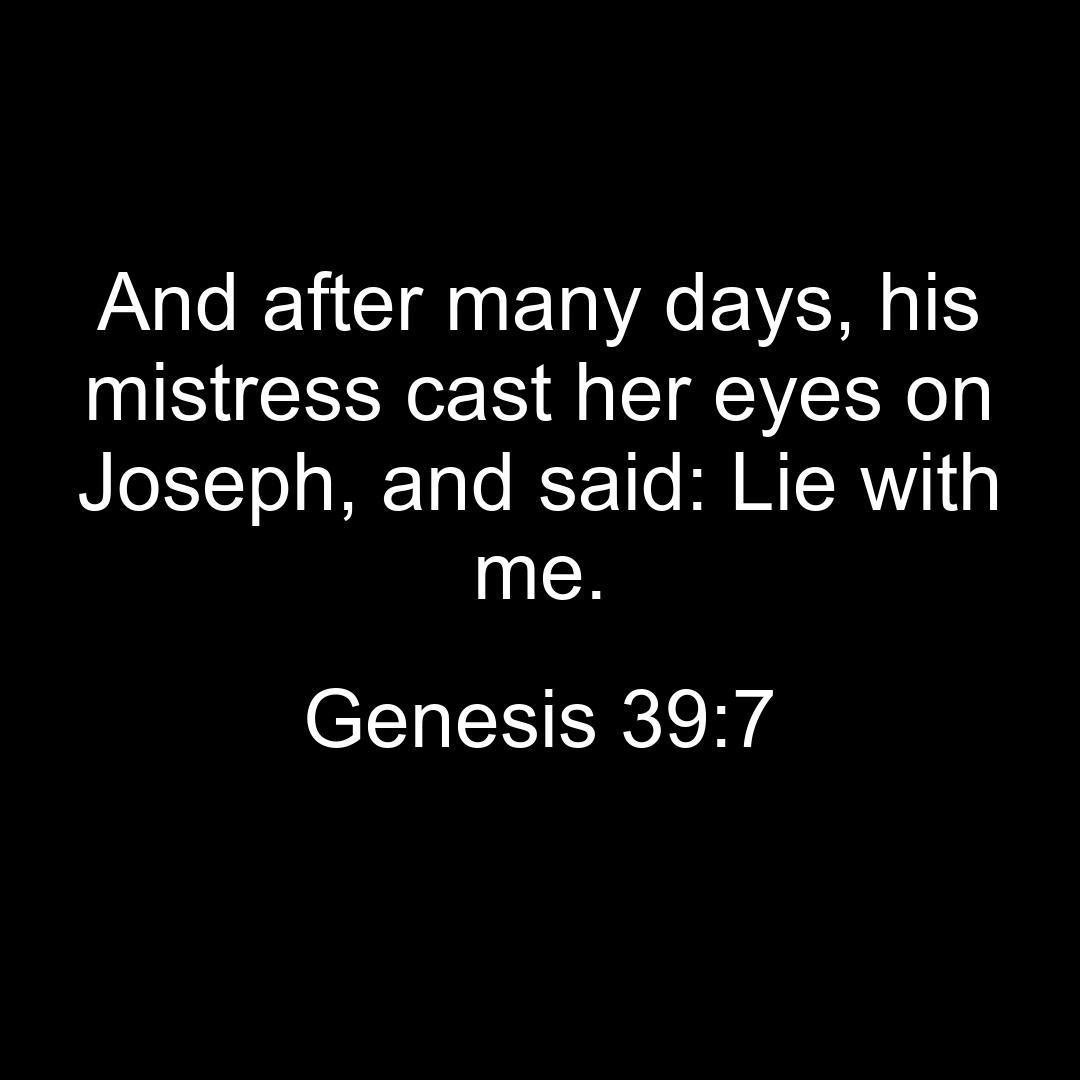 And after many days, his
mistress cast her eyes on
Joseph, and said: Lie with
me.
Genesis 39:7